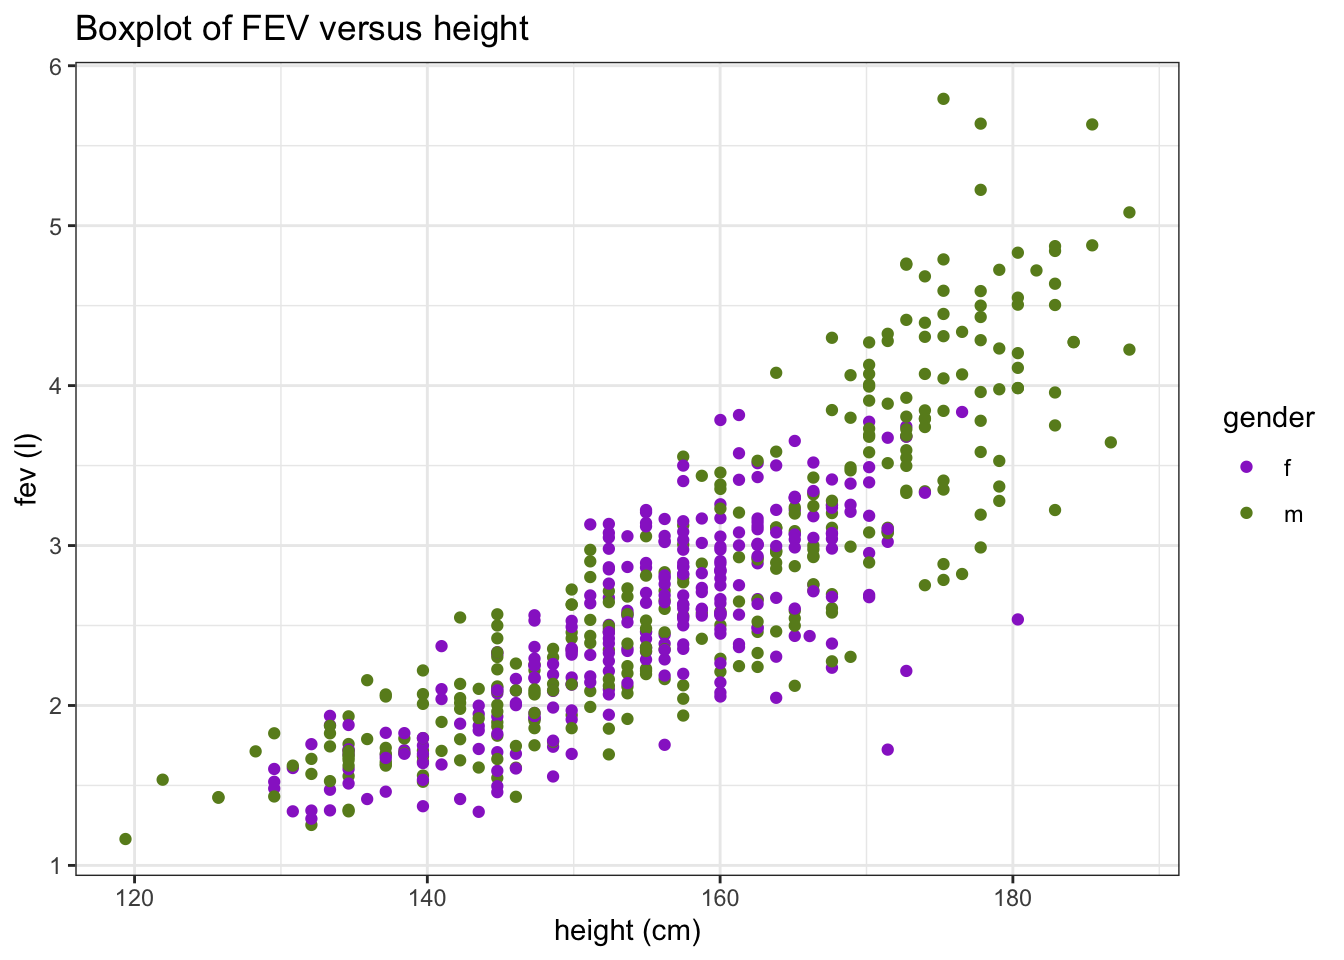 Boxplot of FEV versus height
6
5
4
3
2
1
fev (l)
120 140 160 180
height (cm)
gender
f
m